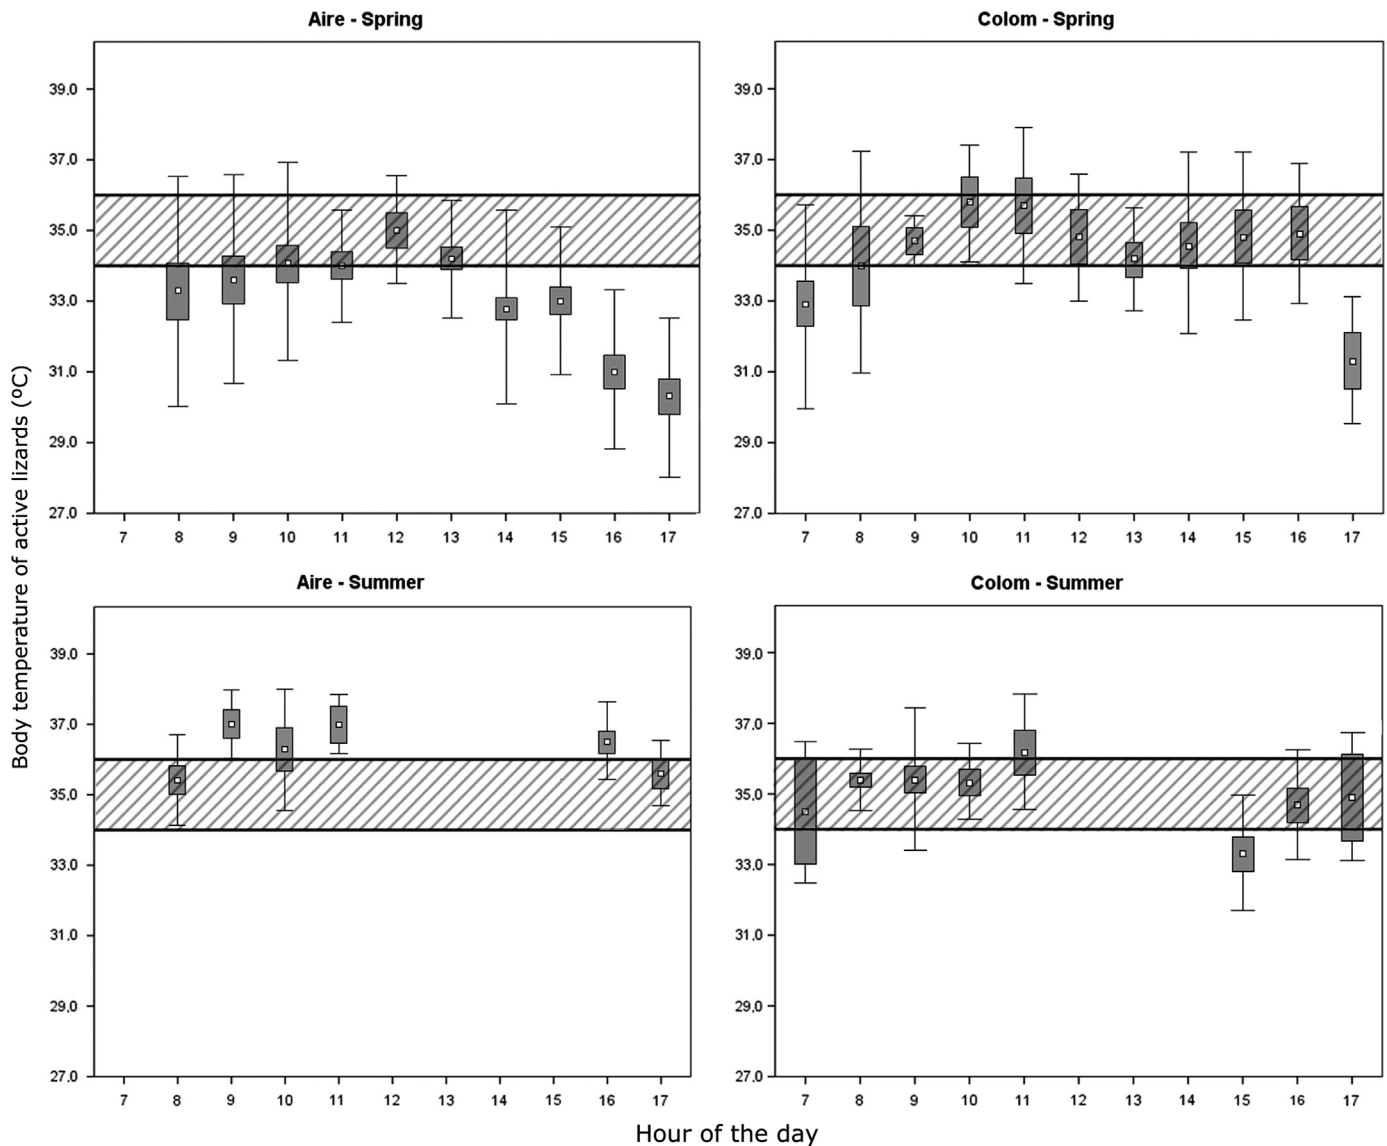 Aire - Spring
Colom - Spring
39.0
37.0
35.0
33.0
31.0
29.0
27.0
7 8 9 10 11 12 13 14 15 16 17
39.0
37.0
35.0
33.0
31.0
29.0
27.0
7 8 9 10 11 12 13 14 15 16 17
Body temperature of active lizards (ºC)
Aire - Summer
Colom - Summer
39.0
37.0
35.0
33.0
31.0
29.0
27.0
7 8 9 10 11 12 13 14 15 16 17
39.0
37.0
35.0
33.0
31.0
29.0
27.0
7 8 9 10 11 12 13 14 15 16 17
Hour of the day